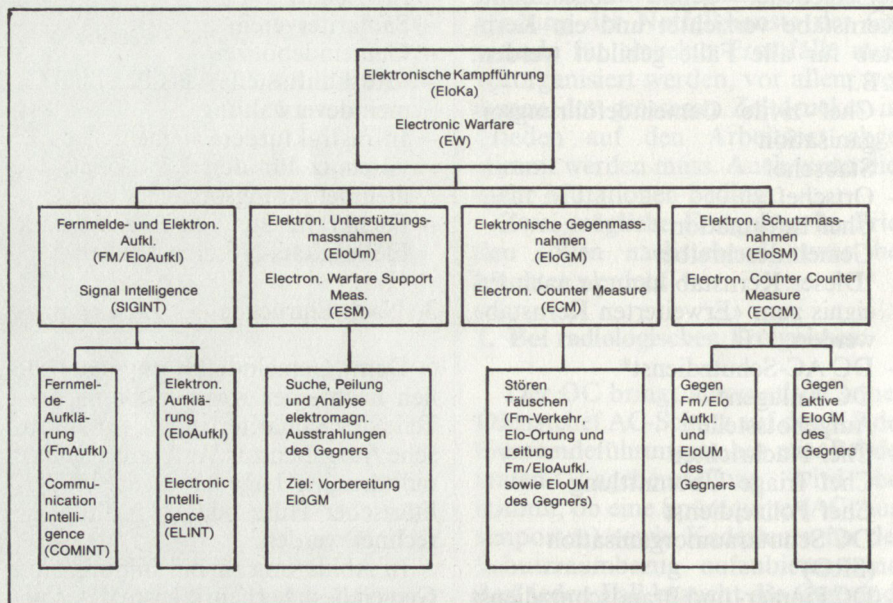 Elektronische Kampfführung
(EloKa)
Electronic Warfare
(EW)
Fernmelde- und Elektron.
Aufkl.
(FM/EloAufkl)
Signal Intelligence
(SIGINT)
Elektron. Unterstützungs-
massnahmen
(EloUm)
Electron. Warfare Support
Meas.
(ESM)
Elektronische Gegenmass-
nahmen
(EloGM)
Electron. Counter Measure
(ECM)
Elektron. Schutzmass-
nahmen
(EloSM)
Electron. Counter Counter
Measure
(ECCM)
Fernmel-
de-
Aufklä-
rung
(FmAufkl)
Commu-
nication
Intelli-
gence
(COMINT)
Elektron.
Aufklä-
rung
(EloAufkl)
Electronic
Intelli-
gence
(ELINT)
Suche, Peilung
und Analyse
elektromagn.
Ausstrahlungen
des Gegners
Ziel: Vorbereitung
EloGM
Stören
Täuschen
(Fm-Verkehr,
Elo-Ortung und
Leitung
Fm/EloAufkl.
sowie EloUM
des Gegners)
Gegen
Fm/Elo
Aufkl.
und
EloUM
des
Gegners
Gegen
aktive
EloGM
des
Gegners